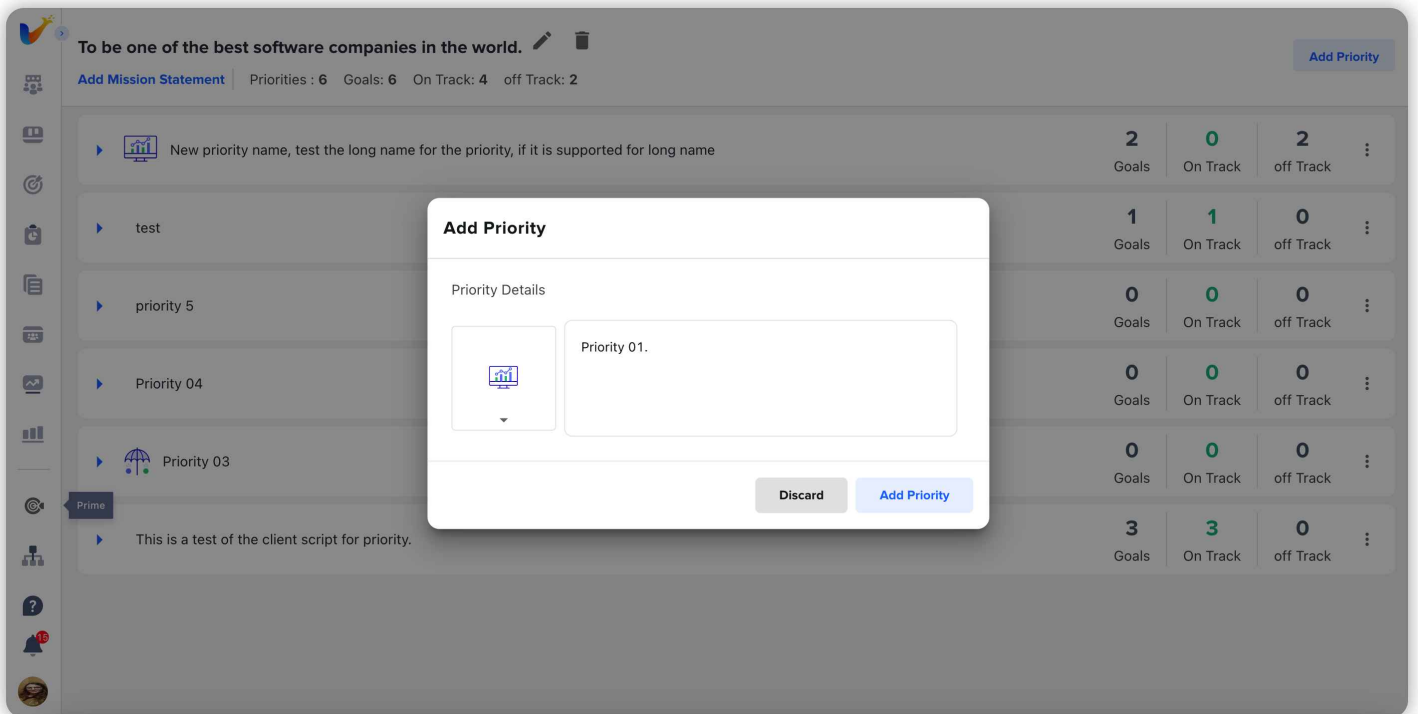 To be one of the best software companies in the world.
Add Priority
Add Mission Statement Priorities : 6 Goals: 6 On Track: 4 off Track: 2
New priority name, test the long name for the priority, if it is supported for long name
2 0 2
Goals On Track off Track
test
1 1 0
Goals On Track off Track
priority 5
0 0 0
Goals On Track off Track
Priority 04
0 0 0
Goals On Track off Track
Priority 03
0 0 0
Goals On Track off Track
This is a test of the client script for priority.
3 3 0
Goals On Track off Track
Add Priority
Priority Details
Priority 01.
Discard Add Priority
Prime
?
15